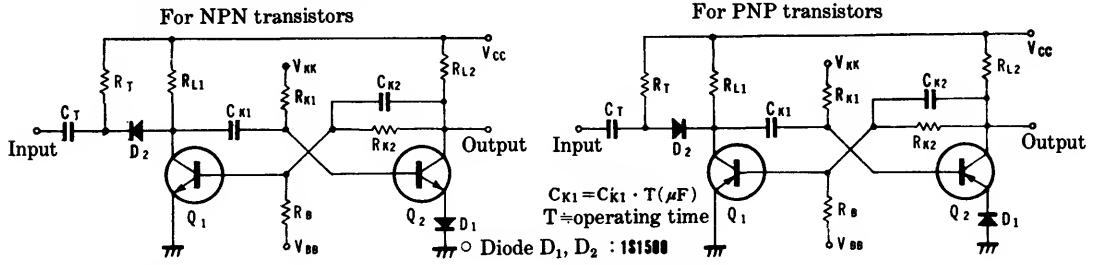 For NPN transistors
VCC
RT
RL1
VKK
RK1
CK2
RL2
CT
CK1
Input
D2
RK2
Output
Q1
RB
Q2
D1
VBB
For PNP transistors
VCC
RT
RL1
VKK
RK1
CK2
RL2
CT
CK1
Input
D2
RK2
Output
CK1=C'K1 · T(μF)
T≒operating time
Q1
RB
Q2
D1
VBB
○ Diode D1, D2 : 1S1588